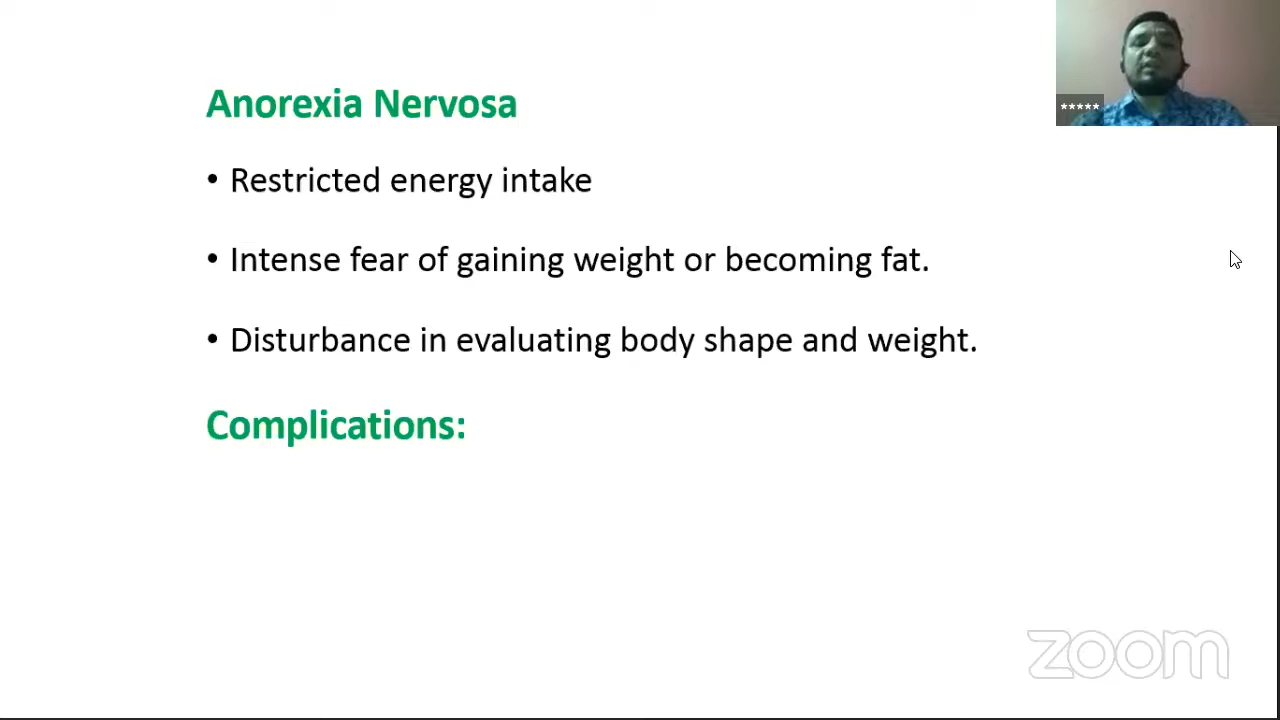 Anorexia Nervosa
• Restricted energy intake
• Intense fear of gaining weight or becoming fat.
• Disturbance in evaluating body shape and weight.
Complications:
*****
zoom